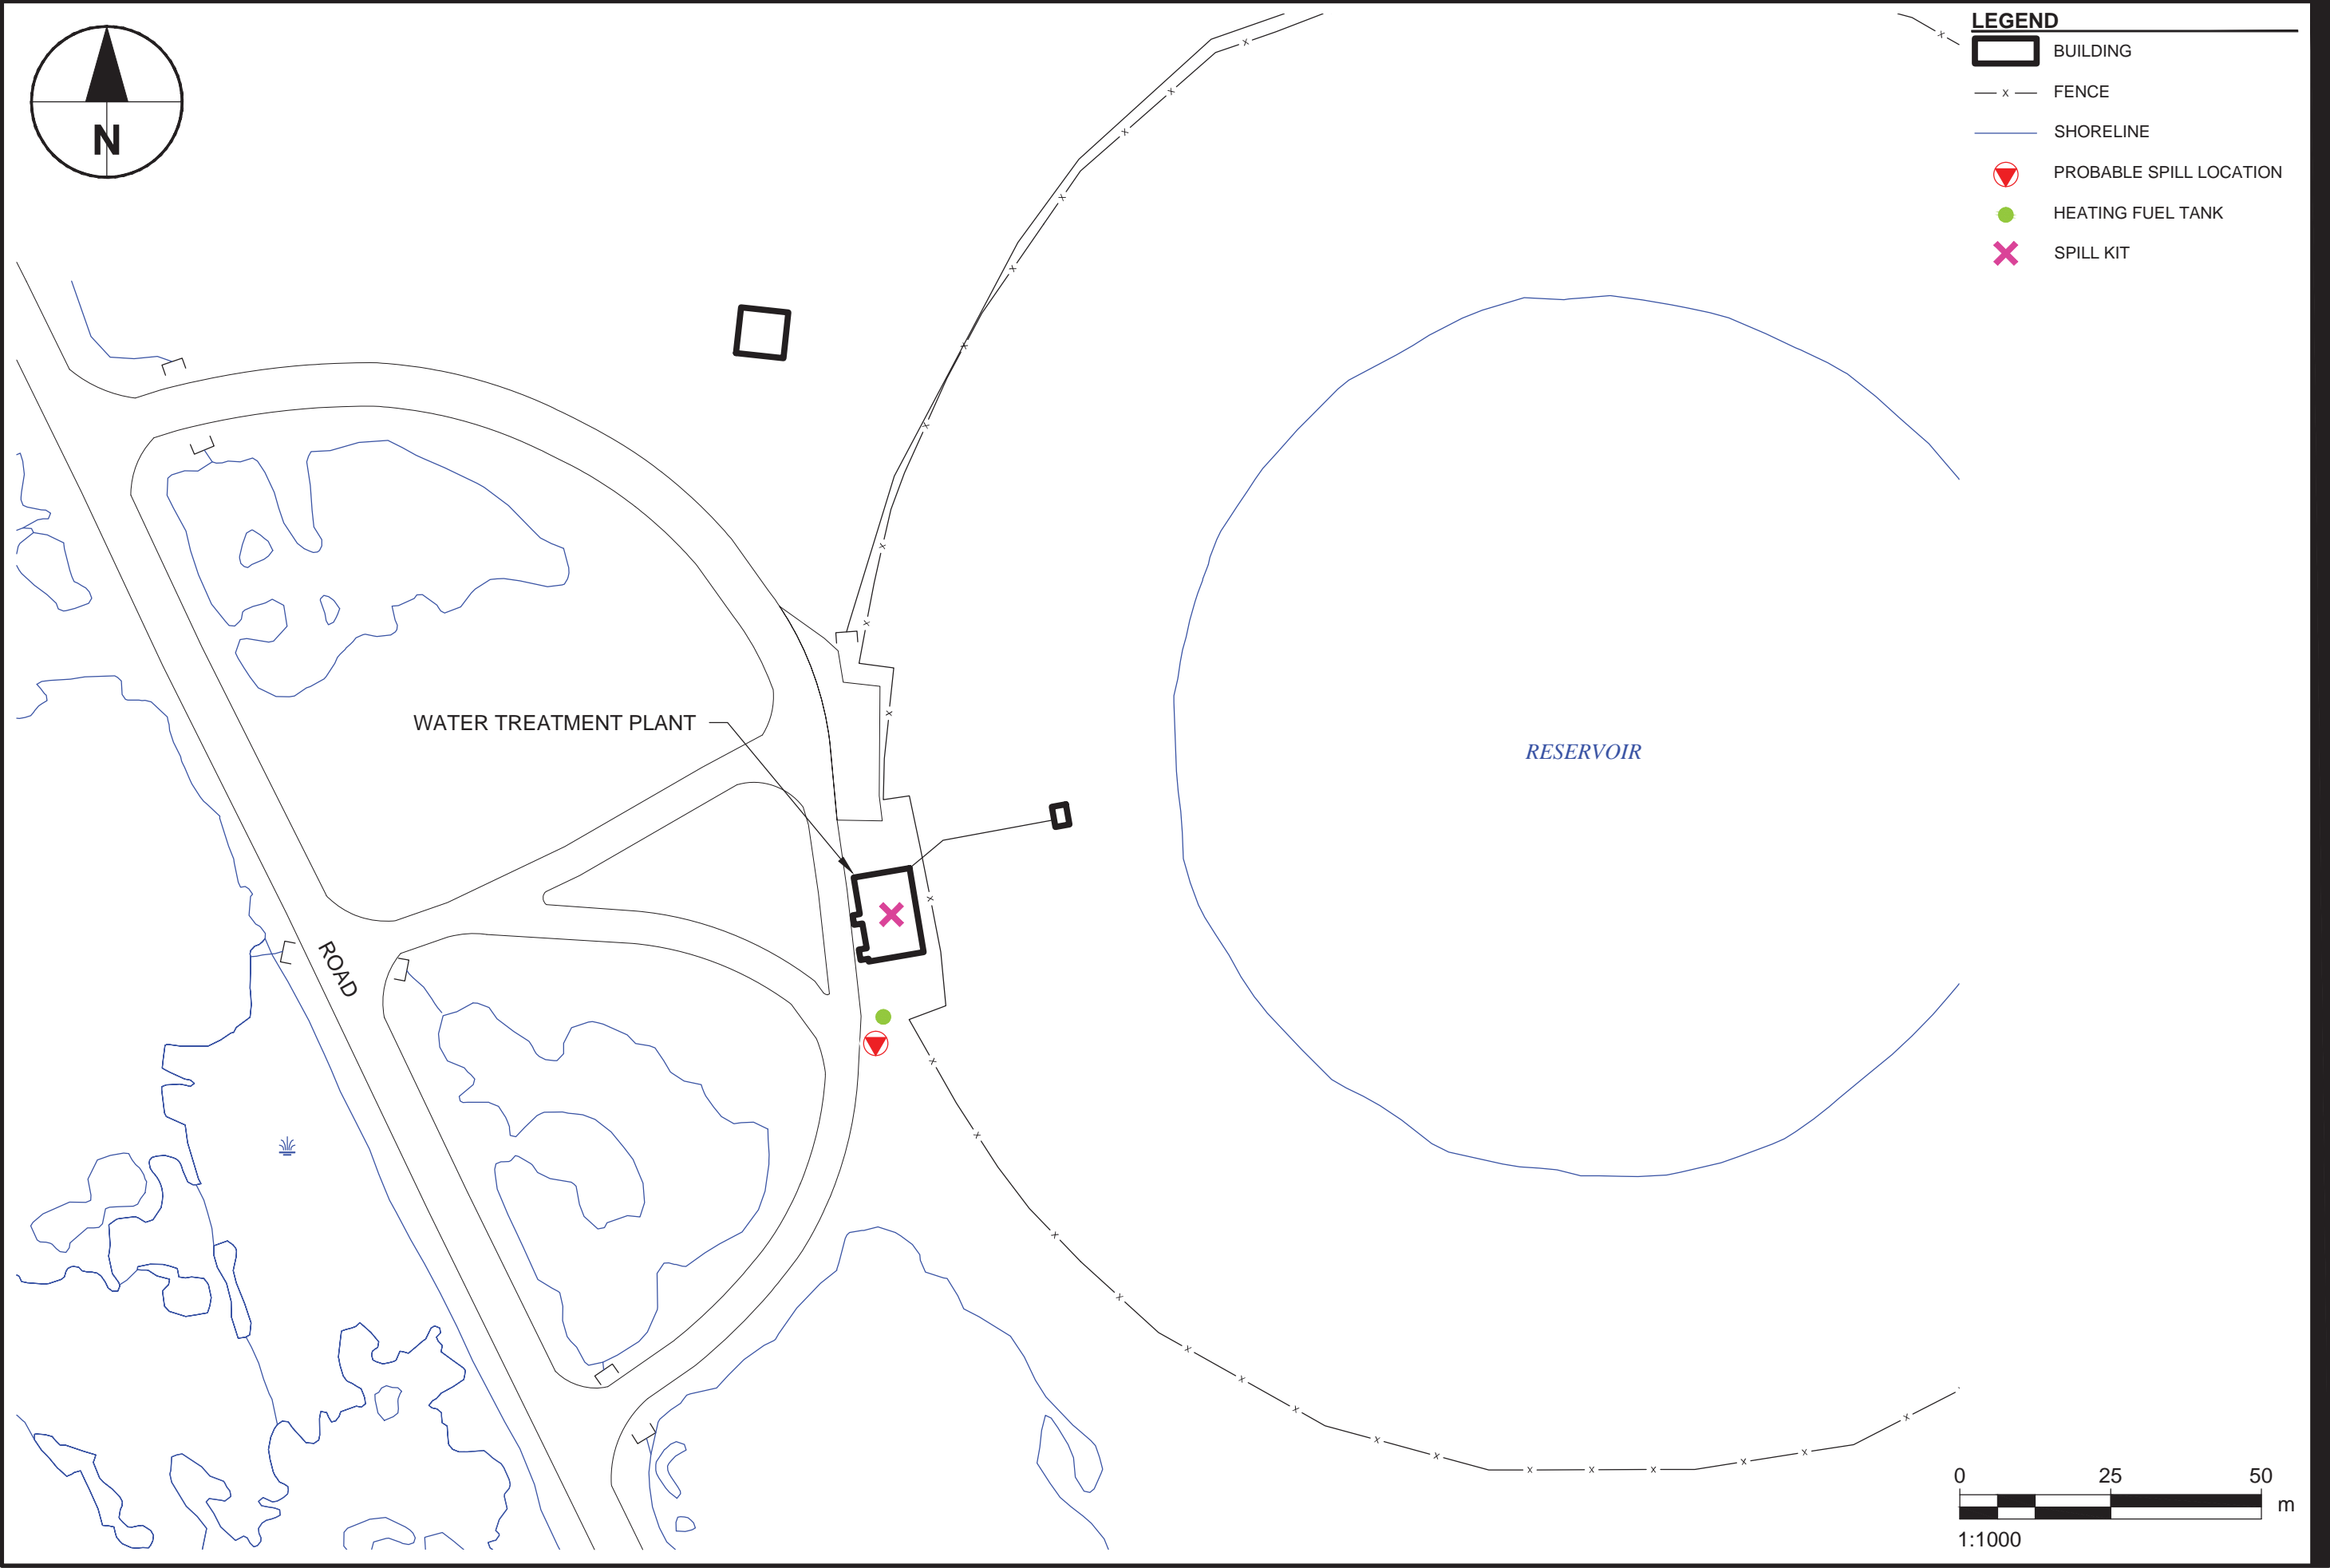 N
LEGEND
BUILDING
x FENCE
SHORELINE
PROBABLE SPILL LOCATION
HEATING FUEL TANK
SPILL KIT
WATER TREATMENT PLANT
RESERVOIR
ROAD
0 25 50
m
1:1000